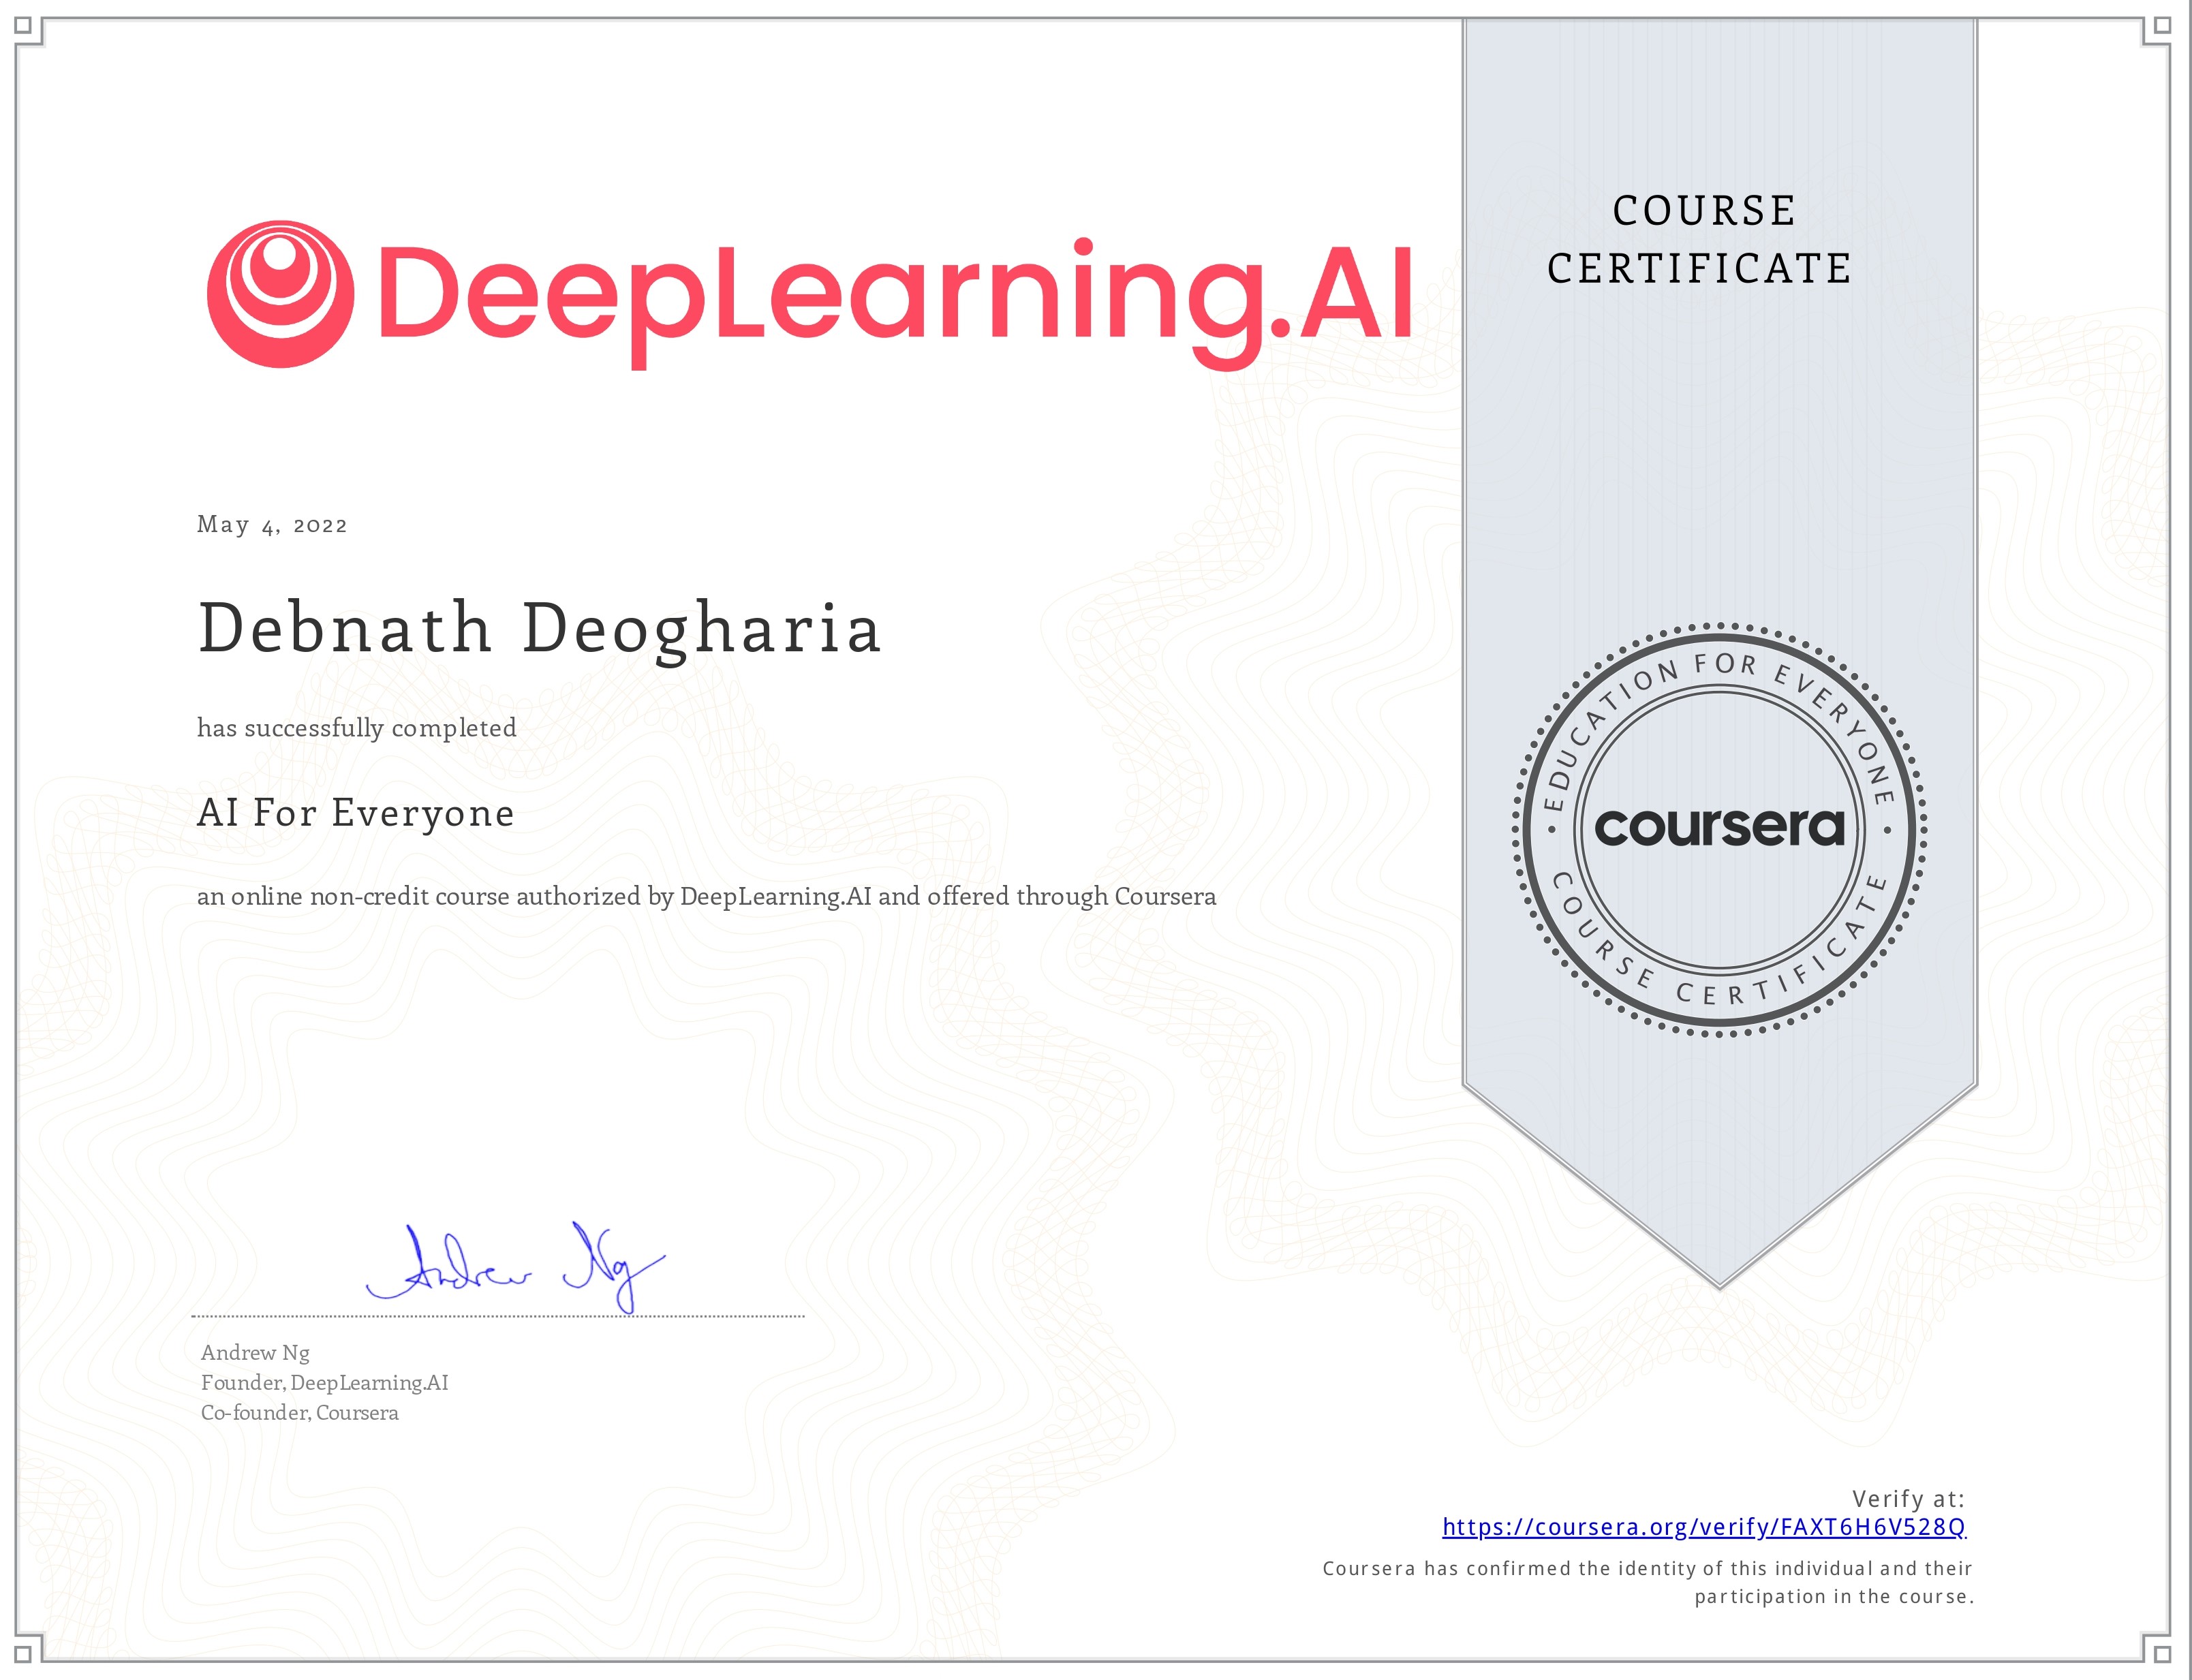 DeepLearning.AI
COURSE
CERTIFICATE
May 4, 2022
Debnath Deogharia
has successfully completed
AI For Everyone
an online non-credit course authorized by DeepLearning.AI and offered through Coursera
EDUCATION FOR EVERYONE
coursera
COURSE CERTIFICATE
Andrew Ng
Andrew Ng
Founder, DeepLearning.AI
Co-founder, Coursera
Verify at:
https://coursera.org/verify/FAXT6H6V528Q
Coursera has confirmed the identity of this individual and their
participation in the course.